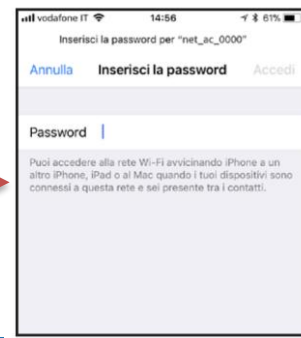 vodafone IT 14:56 61%
Inserisci la password per "net_ac_0000"
Annulla Inserisci la password Accedi
Password
Puoi accedere alla rete Wi-Fi avvicinando iPhone a un
altro iPhone, iPad o al Mac quando i tuoi dispositivi sono
connessi a questa rete e sei presente tra i contatti.